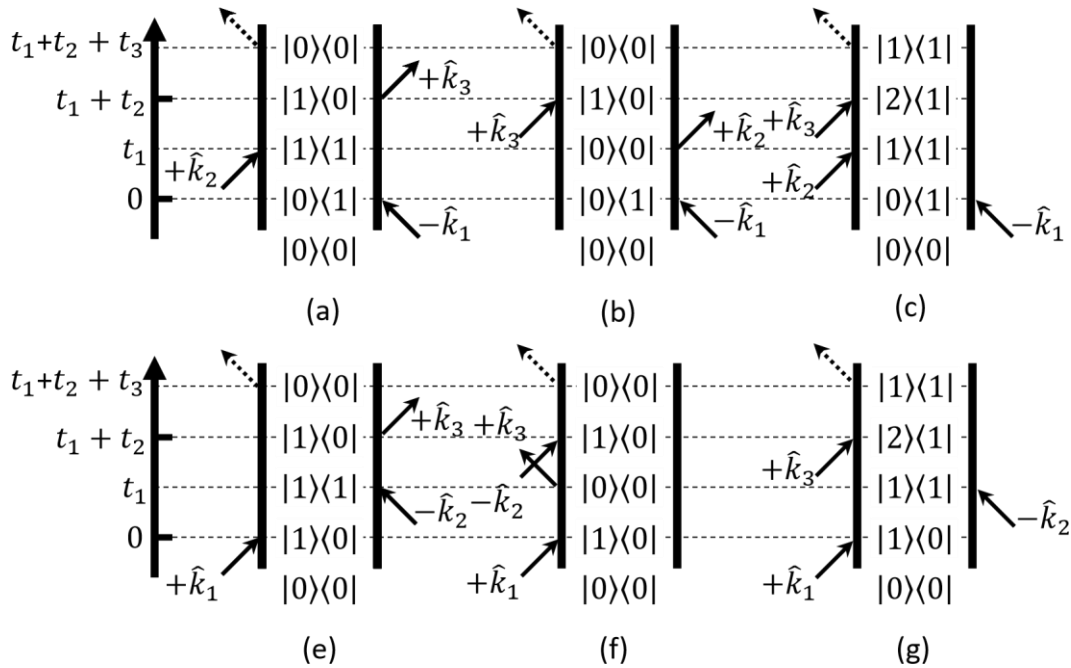 t₁+t₂ + t₃ |0⟩⟨0| |0⟩⟨0| |1⟩⟨1|
+k̂₃
t₁ + t₂ |1⟩⟨0| |1⟩⟨0| |2⟩⟨1|
+k̂₃ +k̂₂ +k̂₃
t₁ |1⟩⟨1| |0⟩⟨0| |1⟩⟨1|
+k̂₂ +k̂₂
0 |0⟩⟨1| |0⟩⟨1| |0⟩⟨1|
−k̂₁ −k̂₁ −k̂₁
|0⟩⟨0| |0⟩⟨0| |0⟩⟨0|
(a) (b) (c)
t₁+t₂ + t₃ |0⟩⟨0| |0⟩⟨0| |1⟩⟨1|
+k̂₃ +k̂₃
t₁ + t₂ |1⟩⟨0| |1⟩⟨0| |2⟩⟨1|
+k̂₃
t₁ |1⟩⟨1| |0⟩⟨0| |1⟩⟨1|
−k̂₂ −k̂₂ −k̂₂
0 |1⟩⟨0| |1⟩⟨0| |1⟩⟨0|
+k̂₁ +k̂₁ +k̂₁
|0⟩⟨0| |0⟩⟨0| |0⟩⟨0|
(e) (f) (g)